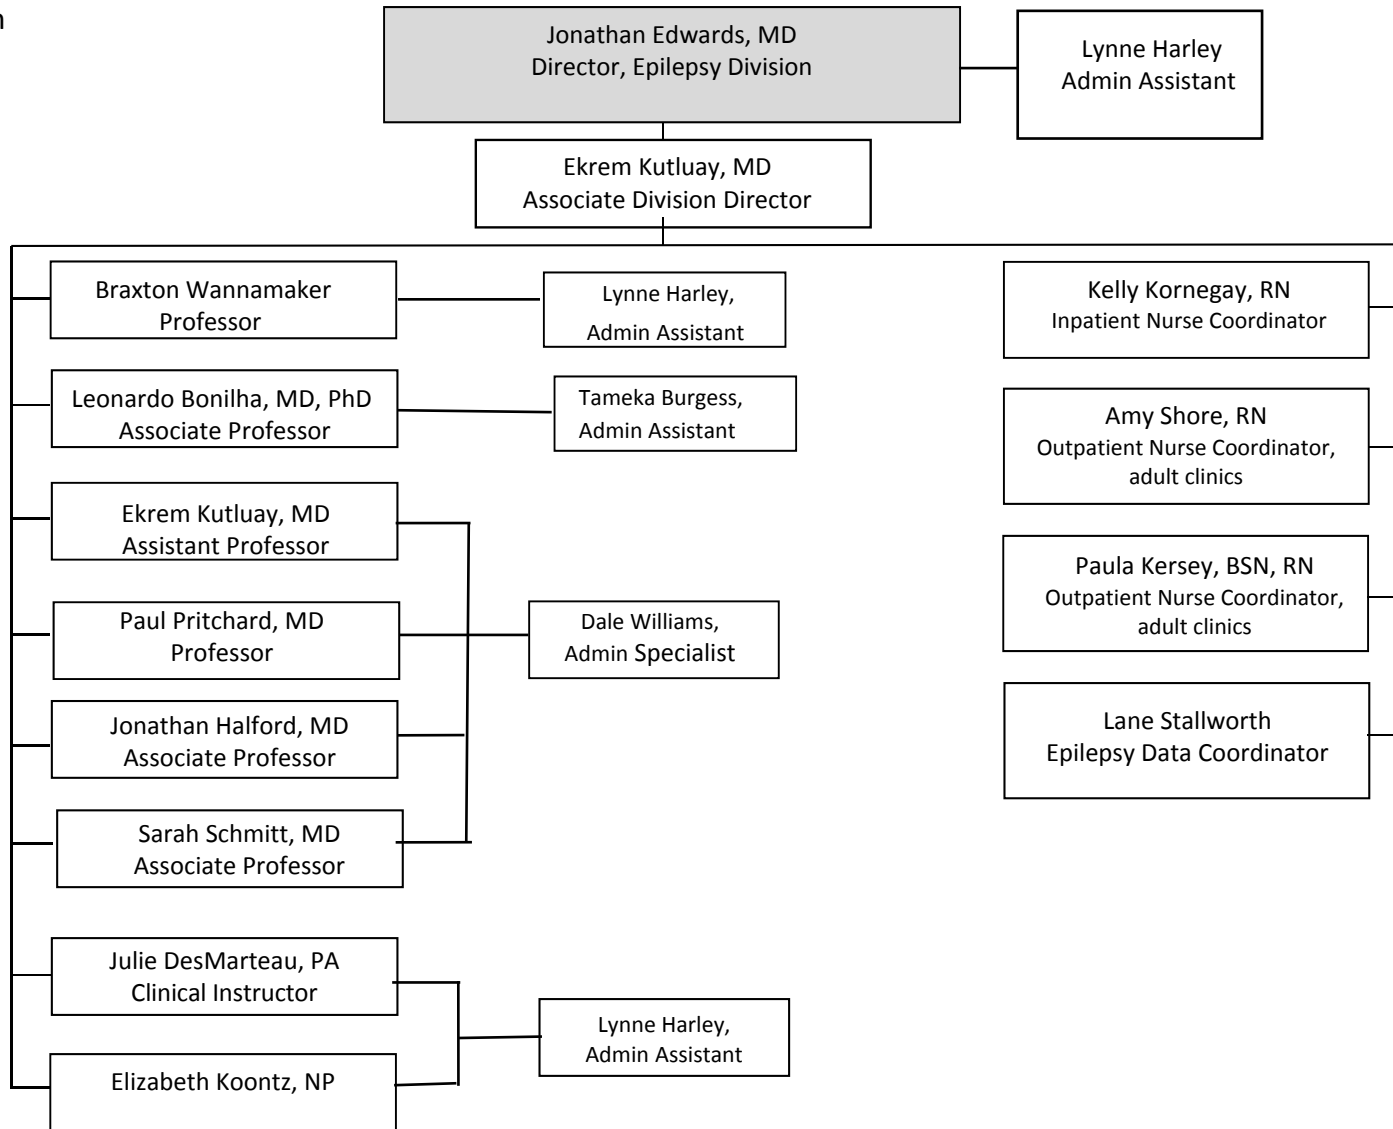 Jonathan Edwards, MD
Director, Epilepsy Division
Lynne Harley
Admin Assistant
Ekrem Kutluay, MD
Associate Division Director
Braxton Wannamaker
Professor
Lynne Harley,
Admin Assistant
Kelly Kornegay, RN
Inpatient Nurse Coordinator
Leonardo Bonilha, MD, PhD
Associate Professor
Tameka Burgess,
Admin Assistant
Amy Shore, RN
Outpatient Nurse Coordinator,
adult clinics
Ekrem Kutluay, MD
Assistant Professor
Paula Kersey, BSN, RN
Outpatient Nurse Coordinator,
adult clinics
Paul Pritchard, MD
Professor
Dale Williams,
Admin Specialist
Jonathan Halford, MD
Associate Professor
Lane Stallworth
Epilepsy Data Coordinator
Sarah Schmitt, MD
Associate Professor
Julie DesMarteau, PA
Clinical Instructor
Lynne Harley,
Admin Assistant
Elizabeth Koontz, NP